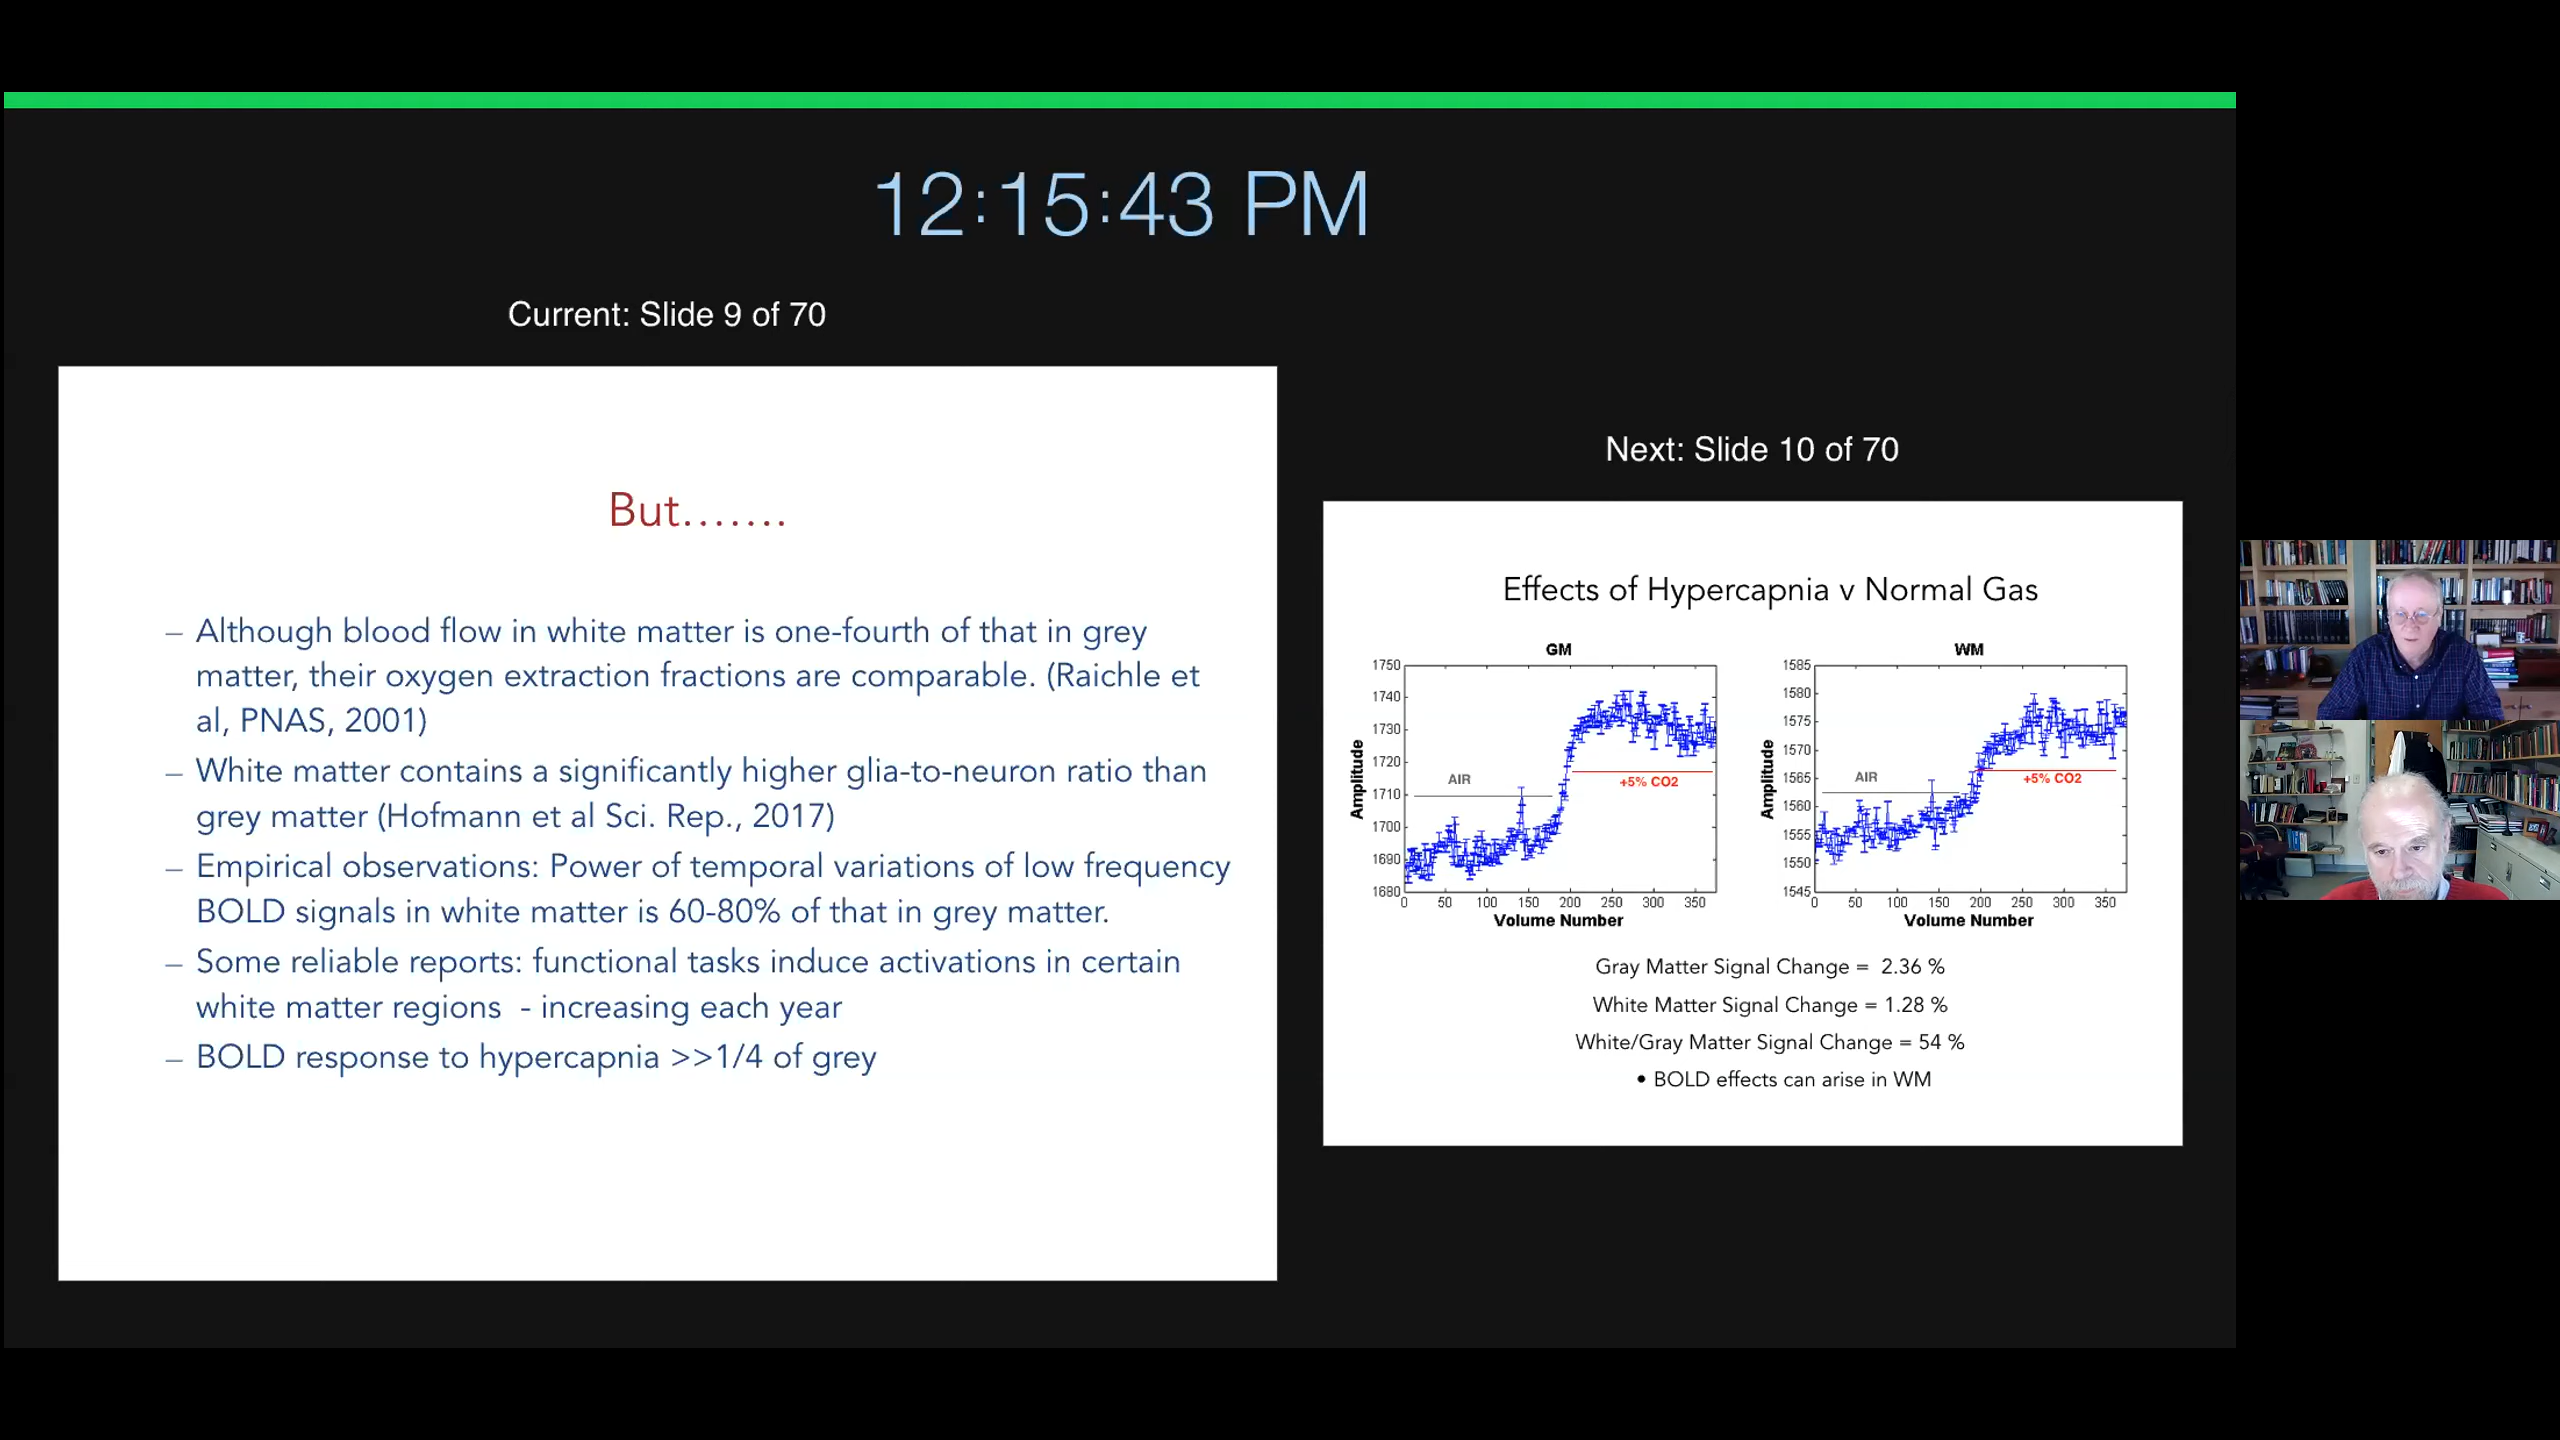 12:15:43 PM
Current: Slide 9 of 70
But.......
– Although blood flow in white matter is one-fourth of that in grey
matter, their oxygen extraction fractions are comparable. (Raichle et
al, PNAS, 2001)
– White matter contains a significantly higher glia-to-neuron ratio than
grey matter (Hofmann et al Sci. Rep., 2017)
– Empirical observations: Power of temporal variations of low frequency
BOLD signals in white matter is 60-80% of that in grey matter.
– Some reliable reports: functional tasks induce activations in certain
white matter regions  - increasing each year
– BOLD response to hypercapnia >>1/4 of grey
Next: Slide 10 of 70
Effects of Hypercapnia v Normal Gas
GM
1750
1740
1730
1720
1710
1700
1690
1680
Amplitude
AIR
+5% CO2
0 50 100 150 200 250 300 350
Volume Number
WM
1585
1580
1575
1570
1565
1560
1555
1550
1545
Amplitude
AIR
+5% CO2
0 50 100 150 200 250 300 350
Volume Number
Gray Matter Signal Change =  2.36 %
White Matter Signal Change = 1.28 %
White/Gray Matter Signal Change = 54 %
• BOLD effects can arise in WM